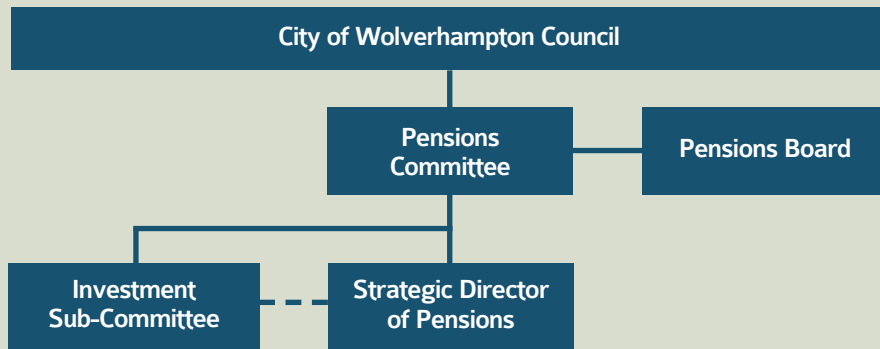 City of Wolverhampton Council
Pensions
Committee
Pensions Board
Investment
Sub-Committee
Strategic Director
of Pensions